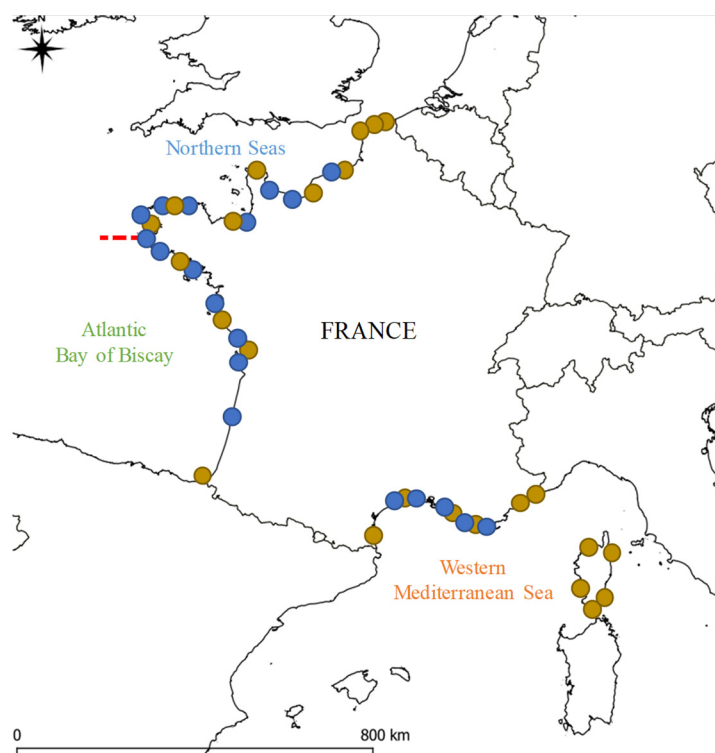 N
Northern Seas
FRANCE
Atlantic
Bay of Biscay
Western
Mediterranean Sea
0 800 km